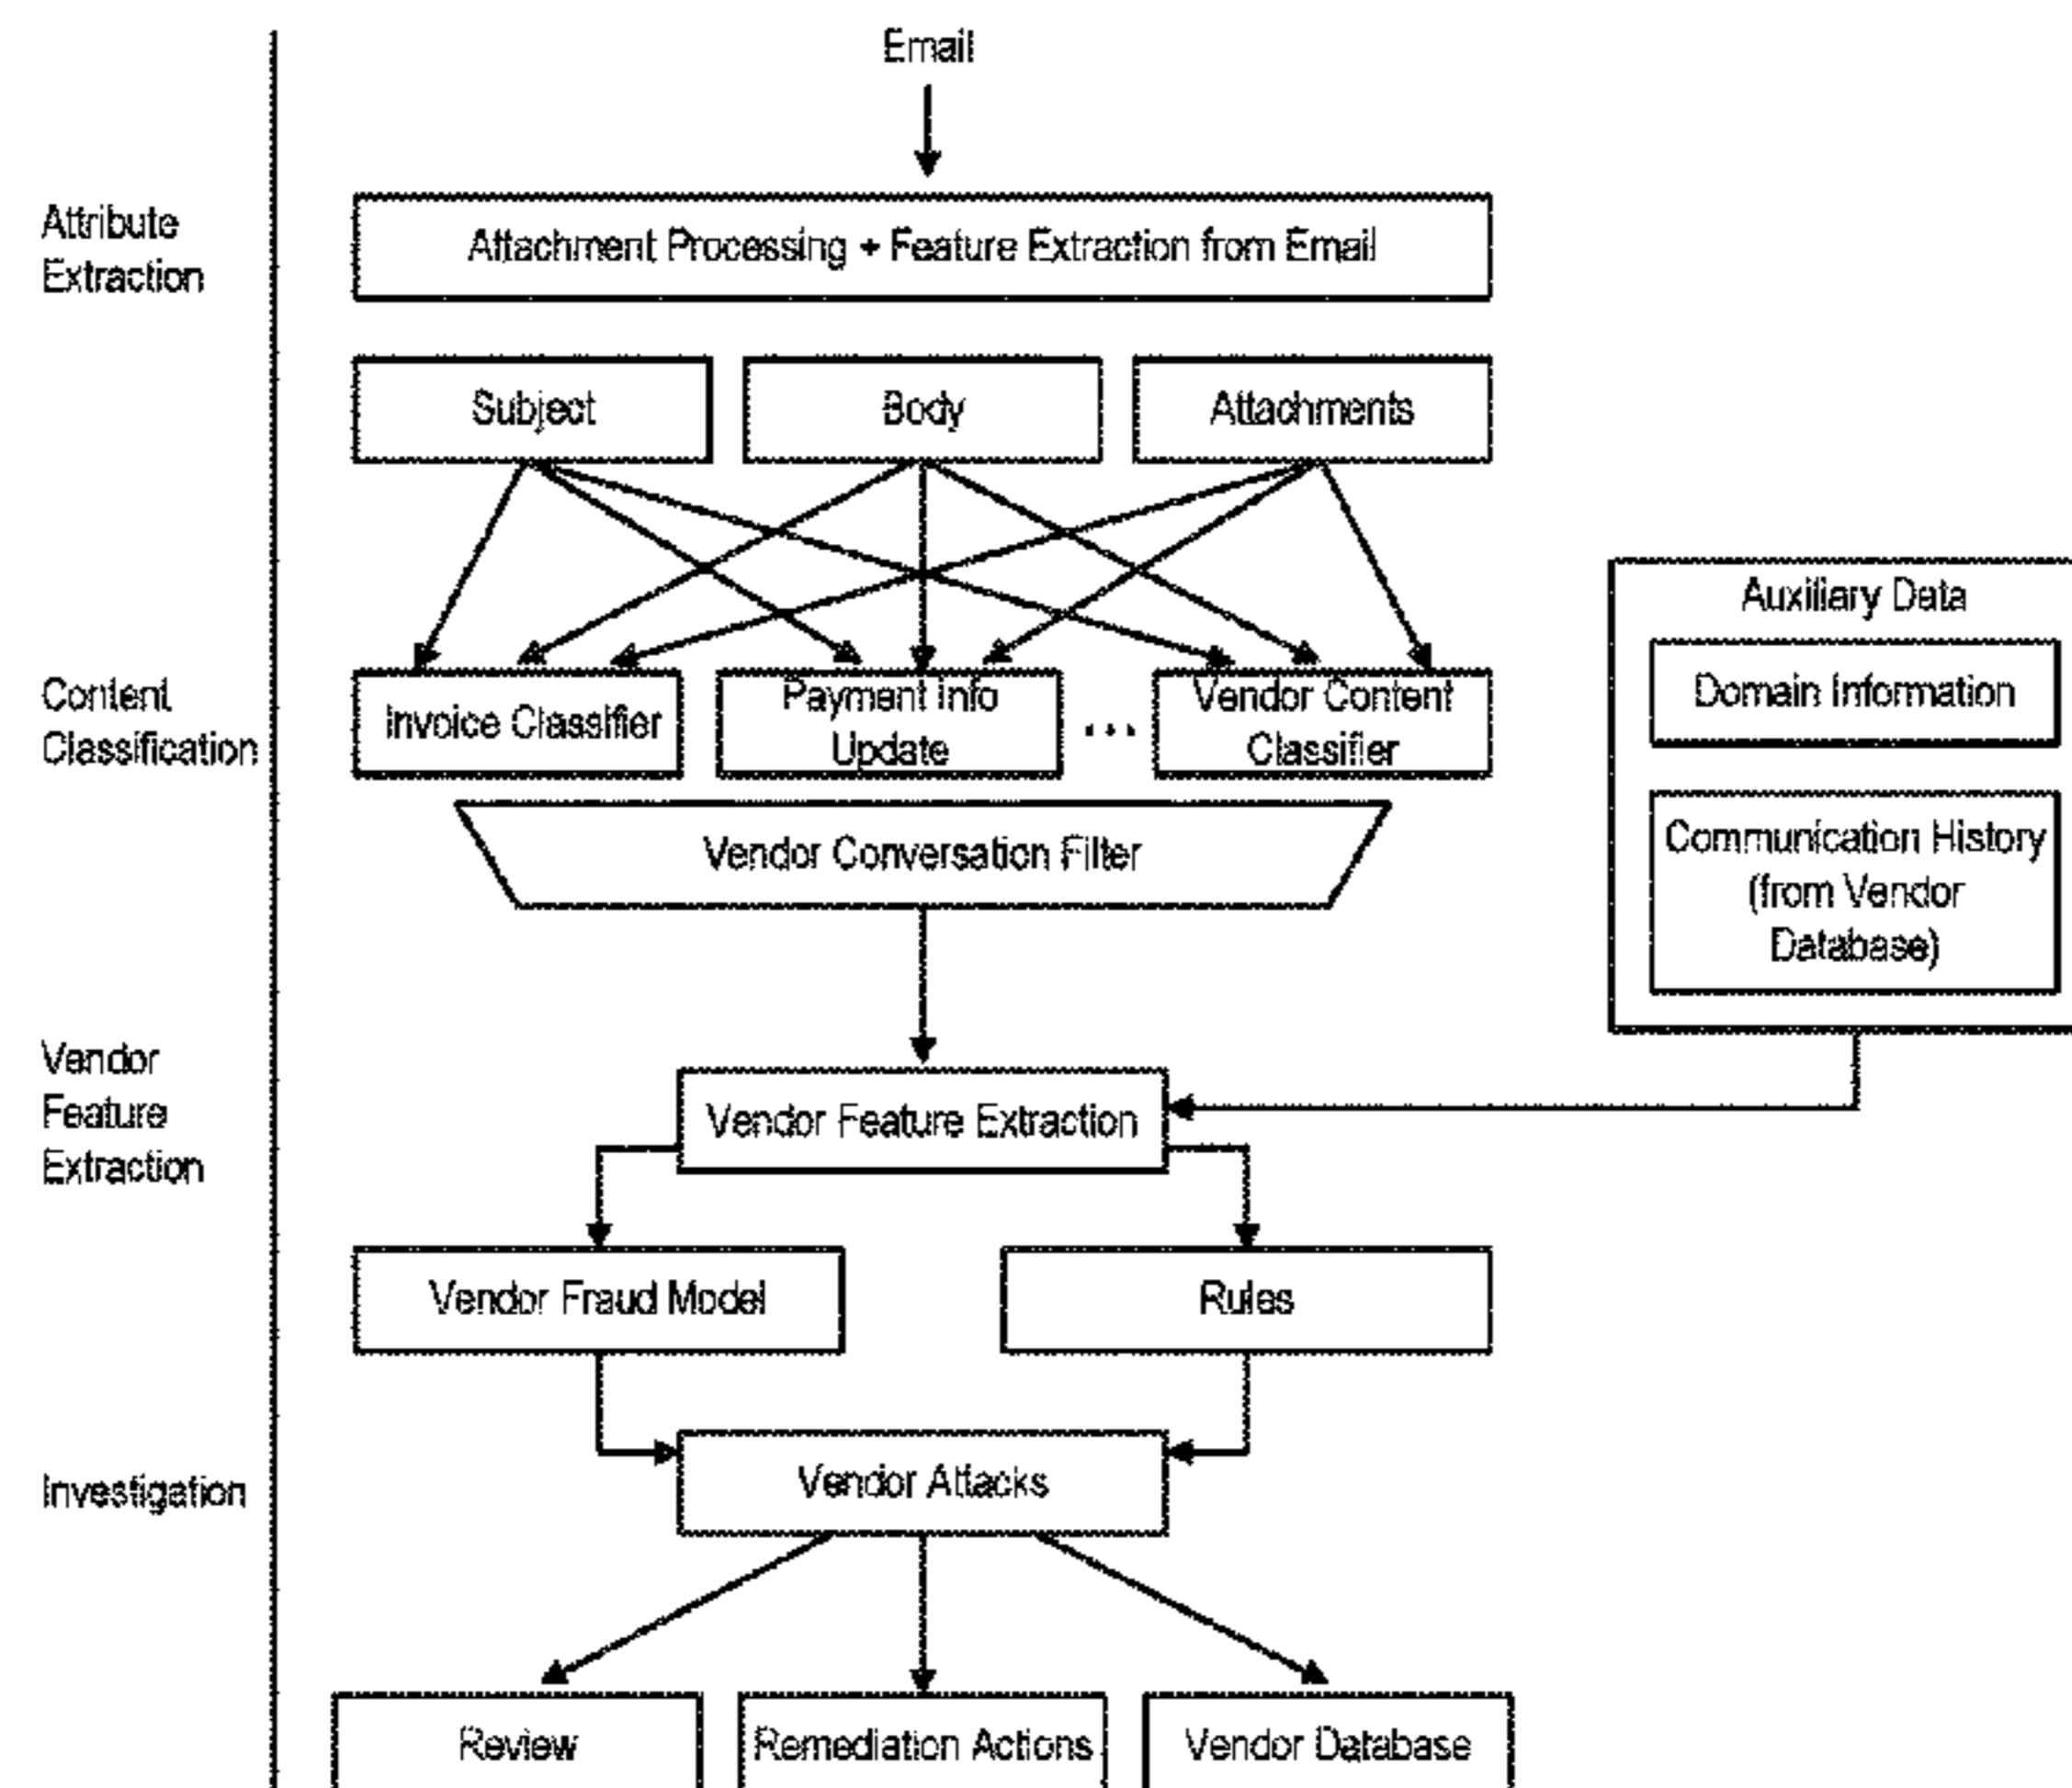 Email
Attribute
Extraction
Attachment Processing + Feature Extraction from Email
Subject
Body
Attachments
Content
Classification
Invoice Classifier
Payment Info
Update
...
Vendor Content
Classifier
Auxiliary Data
Domain Information
Communication History
(from Vendor
Database)
Vendor Conversation Filter
Vendor
Feature
Extraction
Vendor Feature Extraction
Vendor Fraud Model
Rules
Investigation
Vendor Attacks
Review
Remediation Actions
Vendor Database